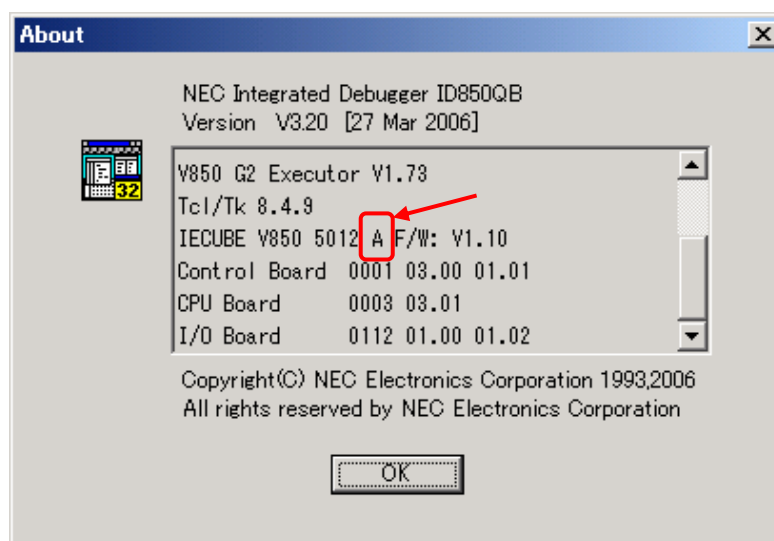 About
NEC Integrated Debugger ID850QB
Version V3.20 [27 Mar 2006]
32
V850 G2 Executor V1.73
Tcl/Tk 8.4.9
IECUBE V850 5012 A F/W: V1.10
Control Board 0001 03.00 01.01
CPU Board 0003 03.01
I/O Board 0112 01.00 01.02
Copyright(C) NEC Electronics Corporation 1993,2006
All rights reserved by NEC Electronics Corporation
OK